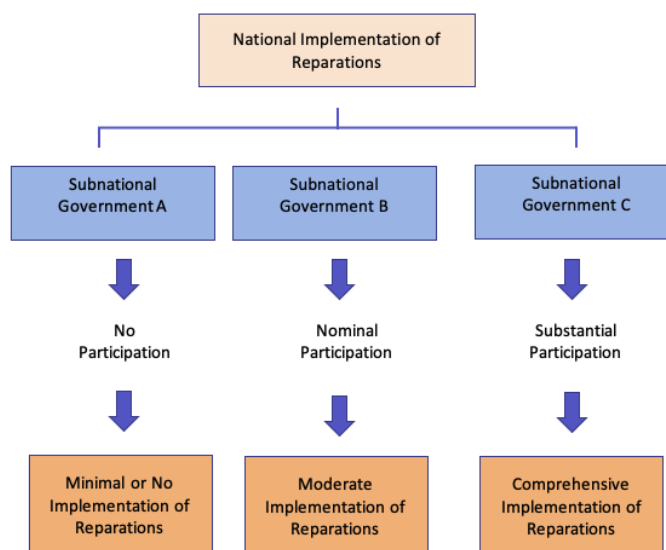 National Implementation of
Reparations
Subnational
Government A
Subnational
Government B
Subnational
Government C
No
Participation
Nominal
Participation
Substantial
Participation
Minimal or No
Implementation of
Reparations
Moderate
Implementation of
Reparations
Comprehensive
Implementation of
Reparations